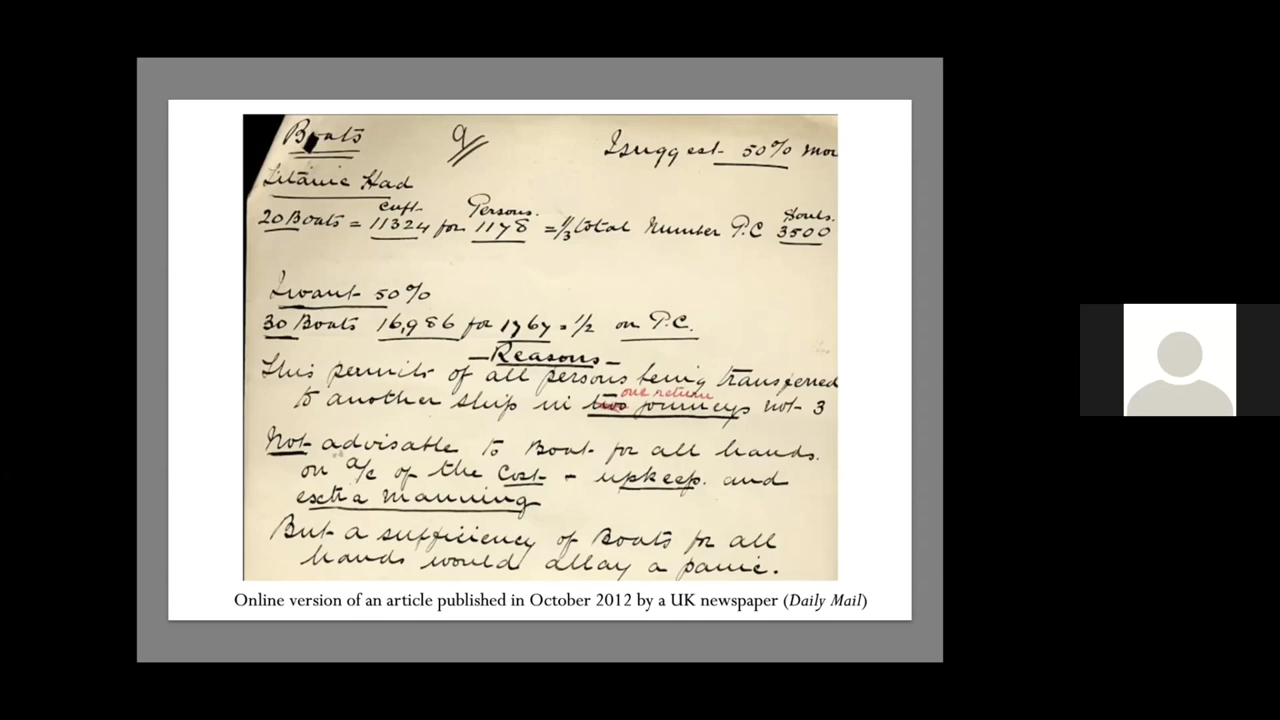 Boats 9 I suggest 50% mor
Titanic Had
cuft Persons. Souls.
20 Boats = 11324 for 1178 = 1/3 total Number P.C 3500
I want 50%
30 Boats 16,986 for 1767 = 1/2 on P.C.
- Reasons -
This permits of all persons being transferred
one return
to another ship in two journeys not 3
Not advisable to Boat for all hands.
on a/c of the Cost - upkeep. and
extra manning
But a sufficiency of Boats for all
hands would allay a panic.
Online version of an article published in October 2012 by a UK newspaper (Daily Mail)